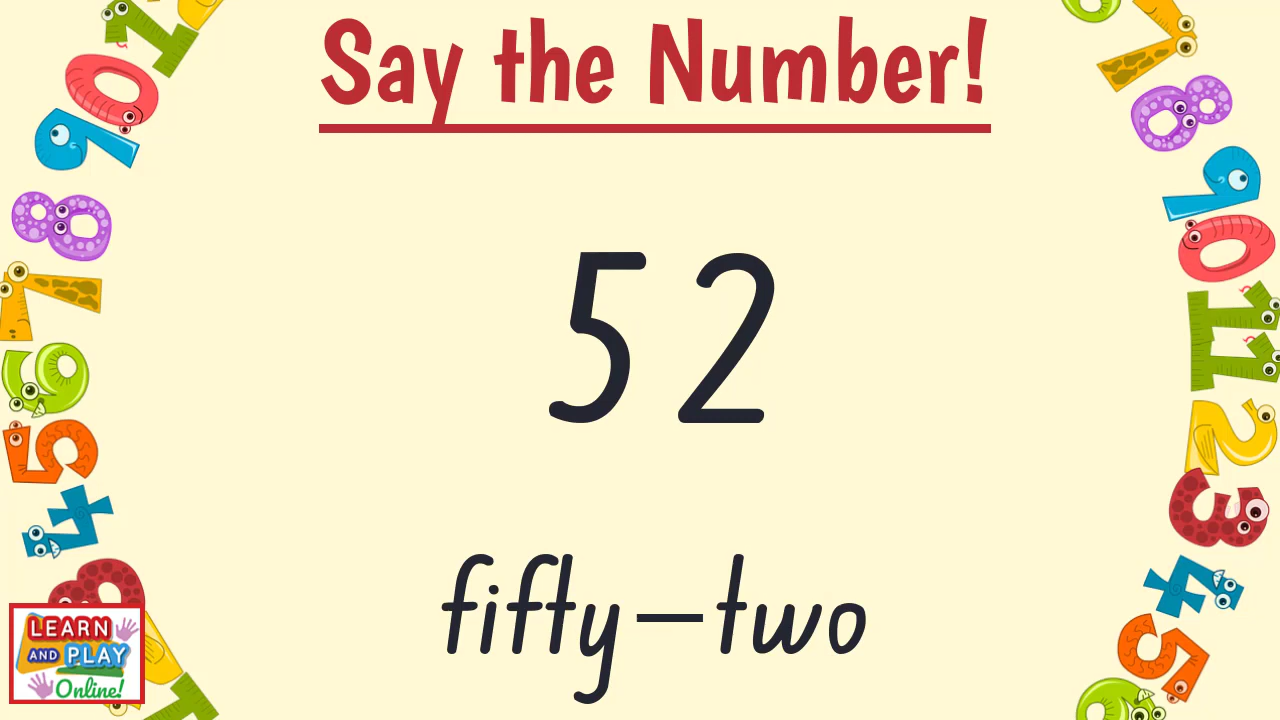 Say the Number!
52
fifty–two
LEARN
AND PLAY
Online!